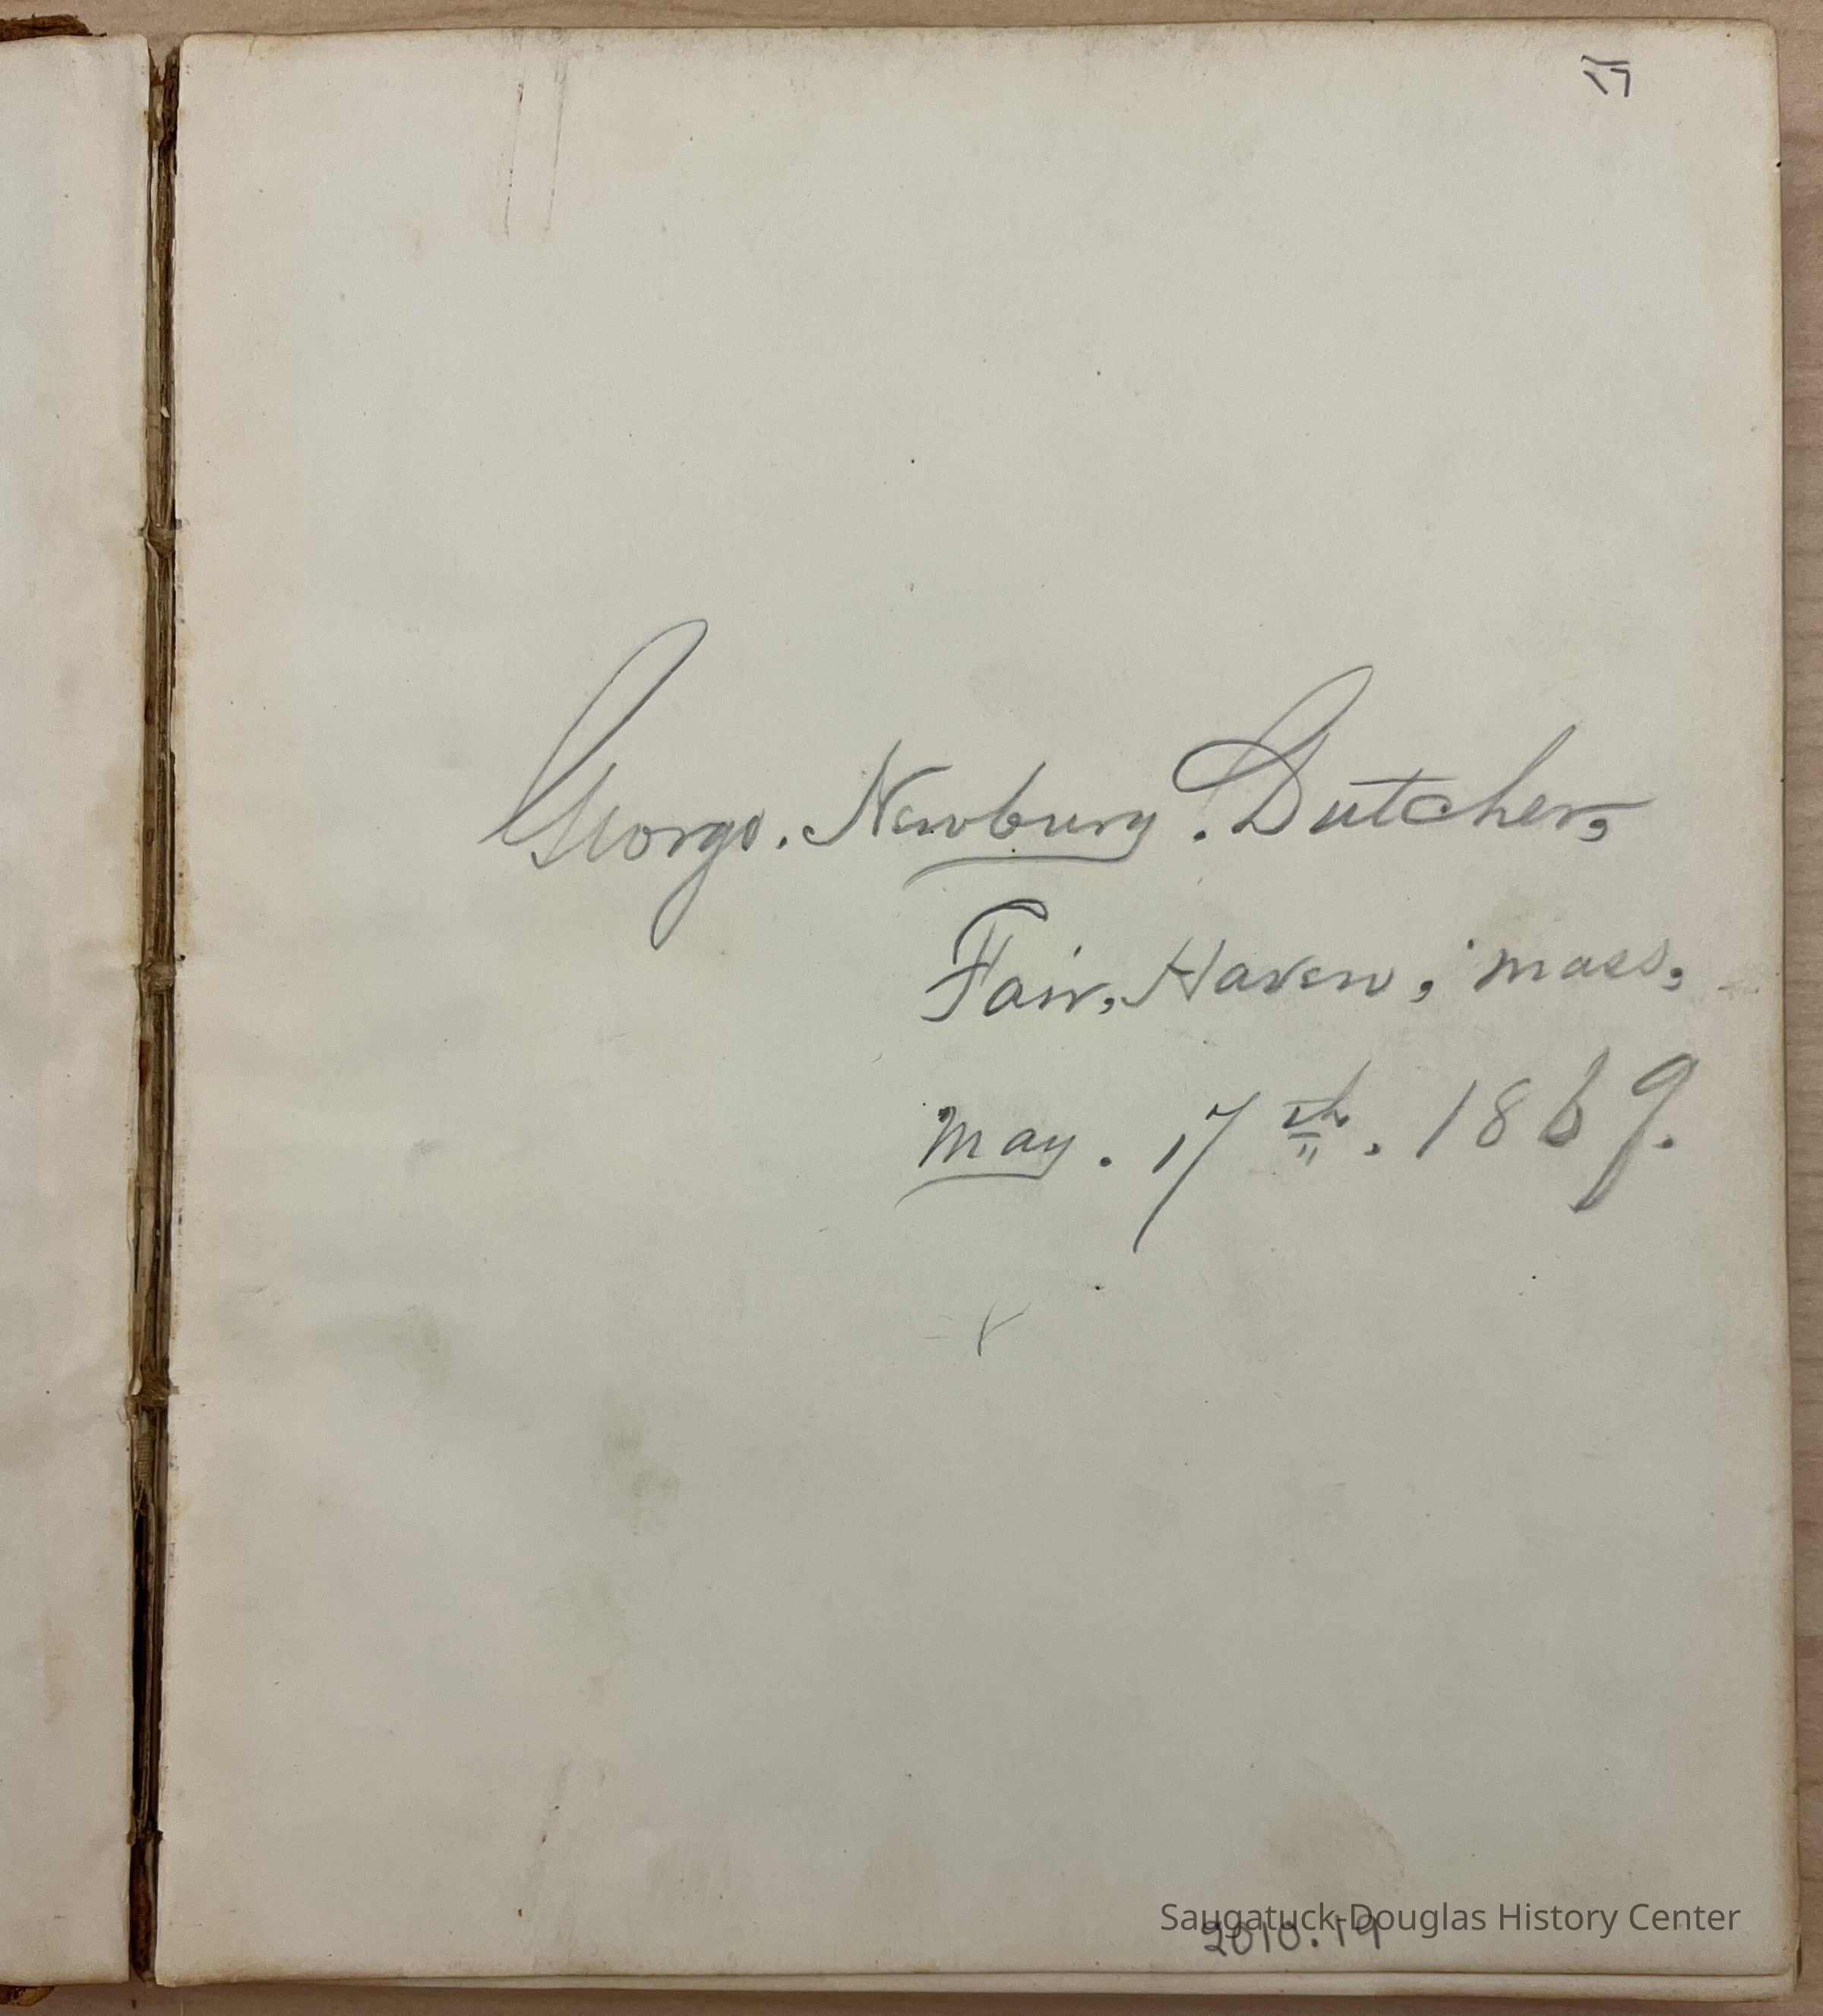 George. Newbury. Dutcher,
Fair, Haven, Mass,
May. 17th. 1869.
Saugatuck-Douglas History Center
2010.19